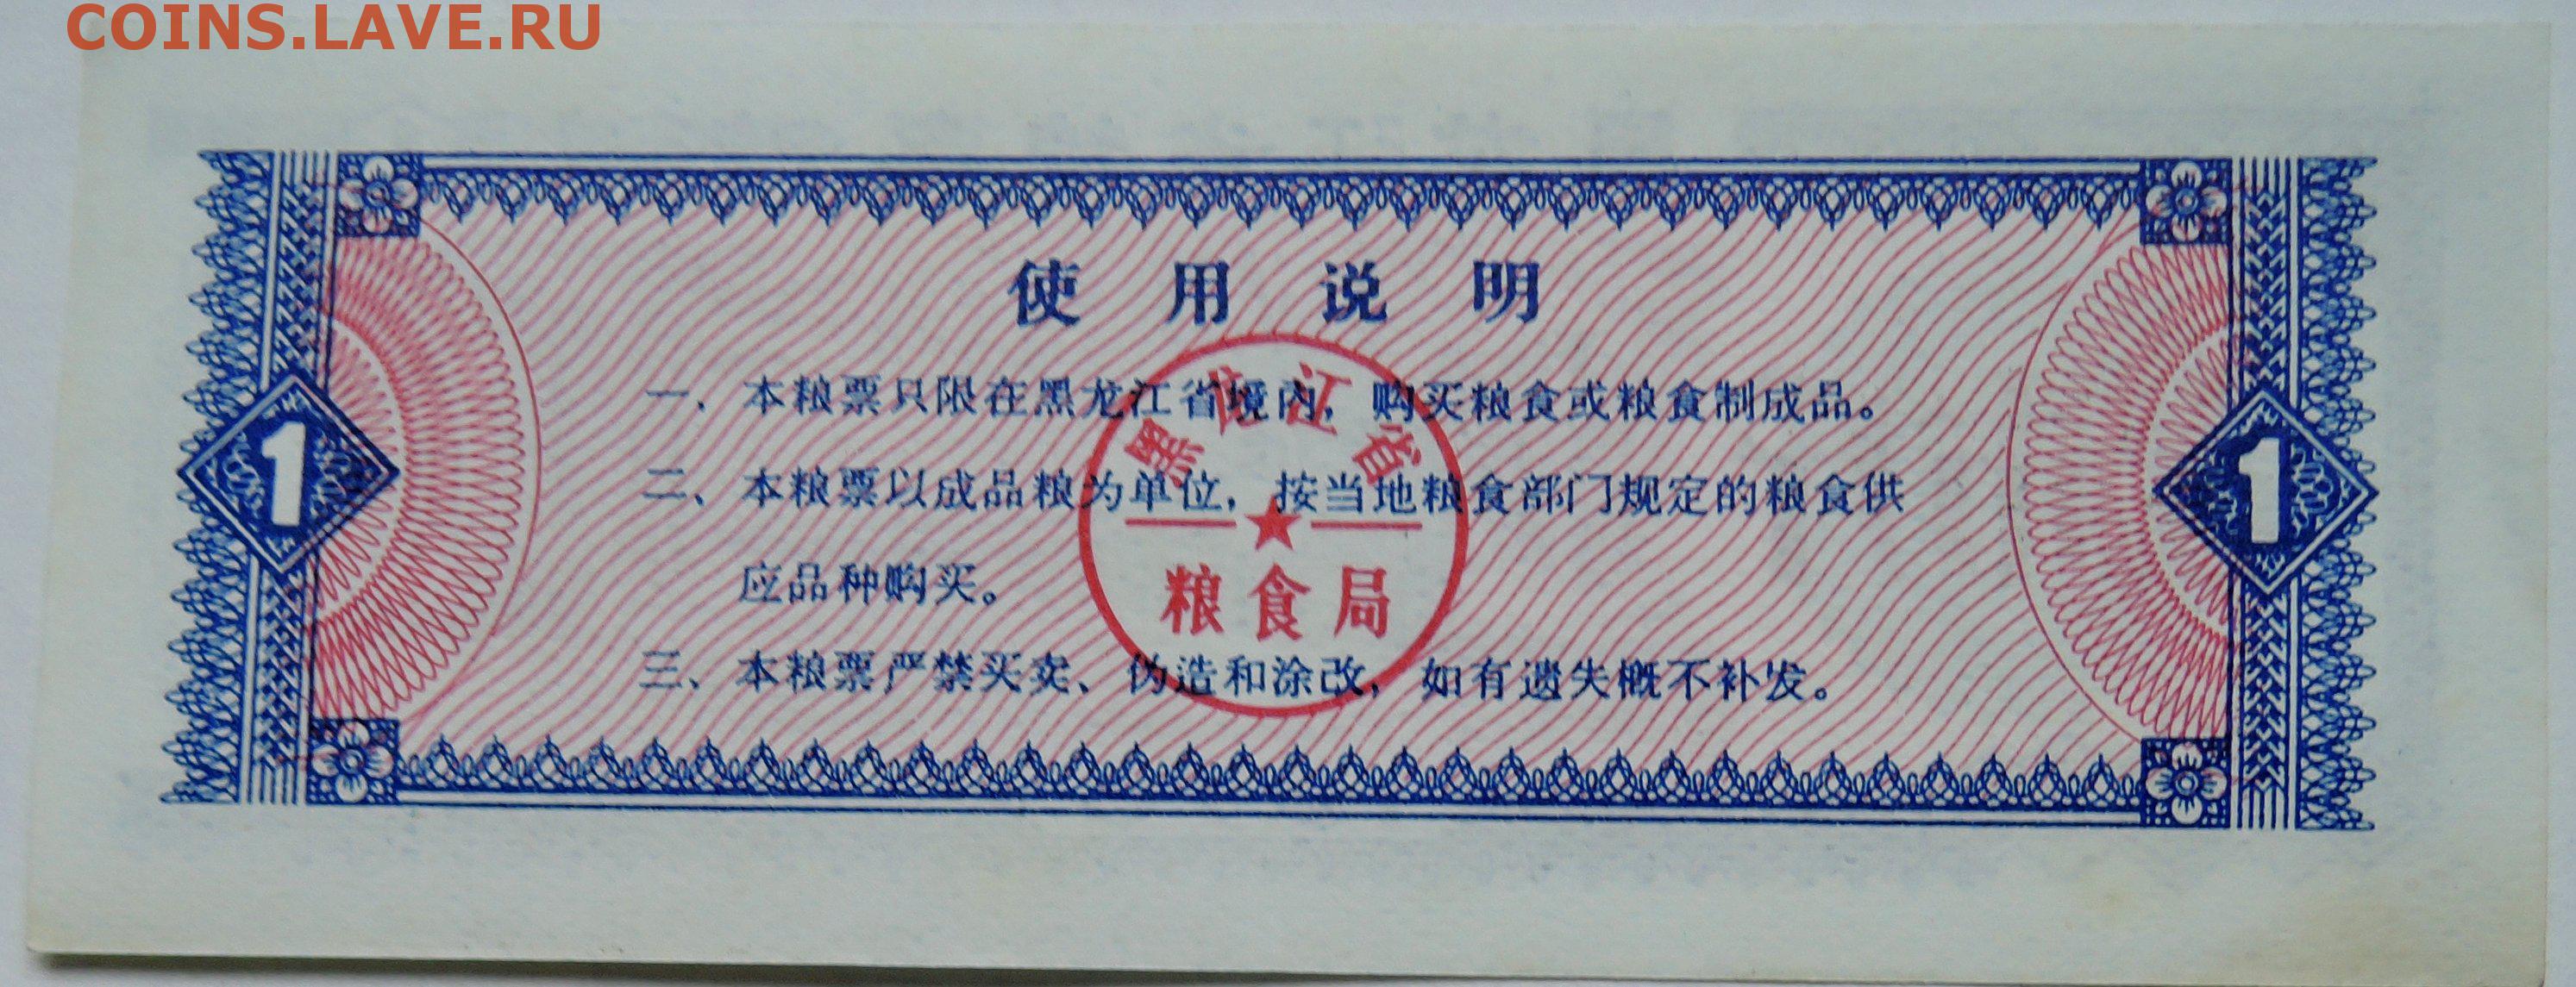 COINS.LAVE.RU
使用说明
一、本粮票只限在黑龙江省境内，购买粮食或粮食制成品。
二、本粮票以成品粮为单位，按当地粮食部门规定的粮食供
应品种购买。
三、本粮票严禁买卖、伪造和涂改，如有遗失概不补发。
黑龙江省
粮食局
1
1